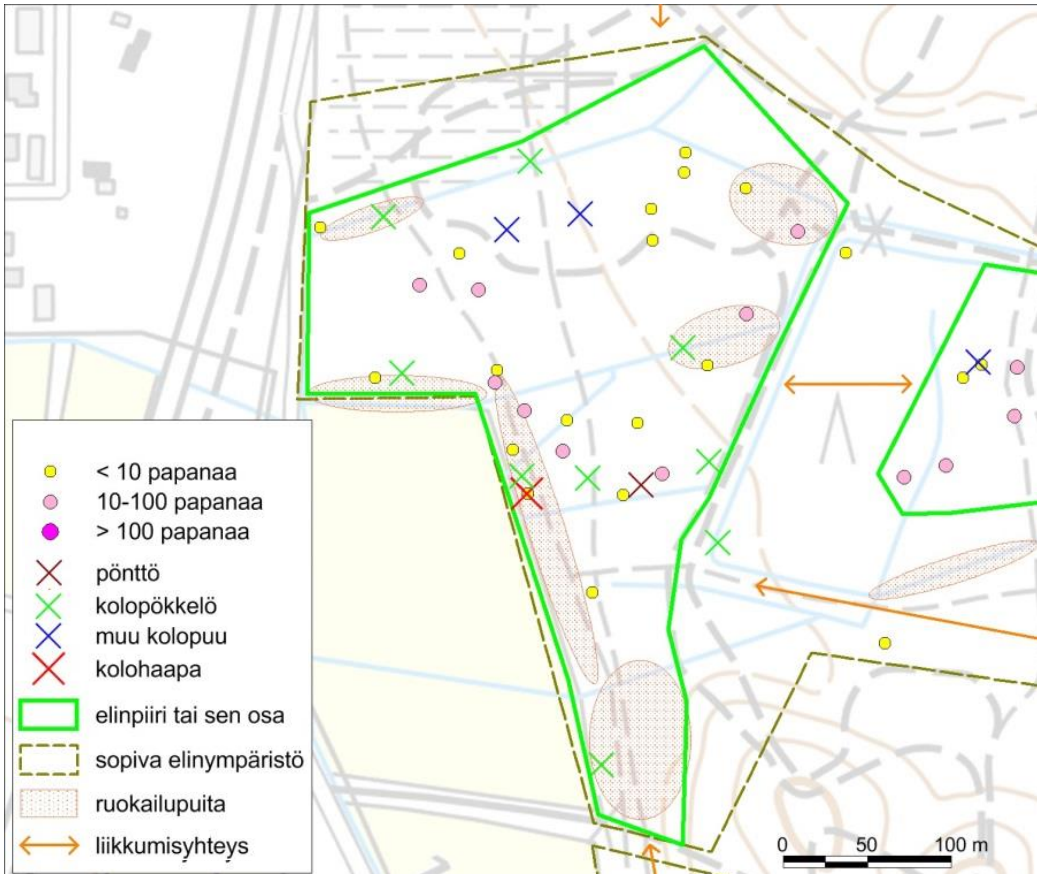 < 10 papanaa
10-100 papanaa
> 100 papanaa
pönttö
kolopökkelö
muu kolopuu
kolohaapa
elinpiiri tai sen osa
sopiva elinympäristö
ruokailupuita
liikkumisyhteys
0 50 100 m